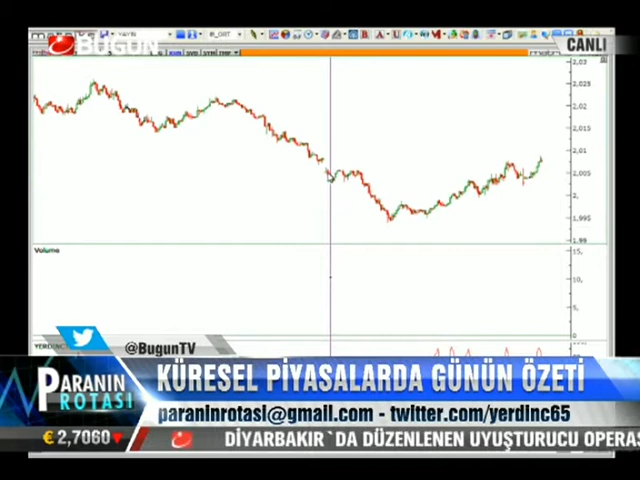 BUGÜN
CANLI
2,03
2,025
2,02
2,015
2,01
2,005
2
1,995
1,99
Volume
15,
10,
5,
0
@BugunTV
PARANIN
ROTASI
KÜRESEL PİYASALARDA GÜNÜN ÖZETİ
paraninrotasi@gmail.com - twitter.com/yerdinc65
€ 2,7060
DİYARBAKIR`DA DÜZENLENEN UYUŞTURUCU OPERAS